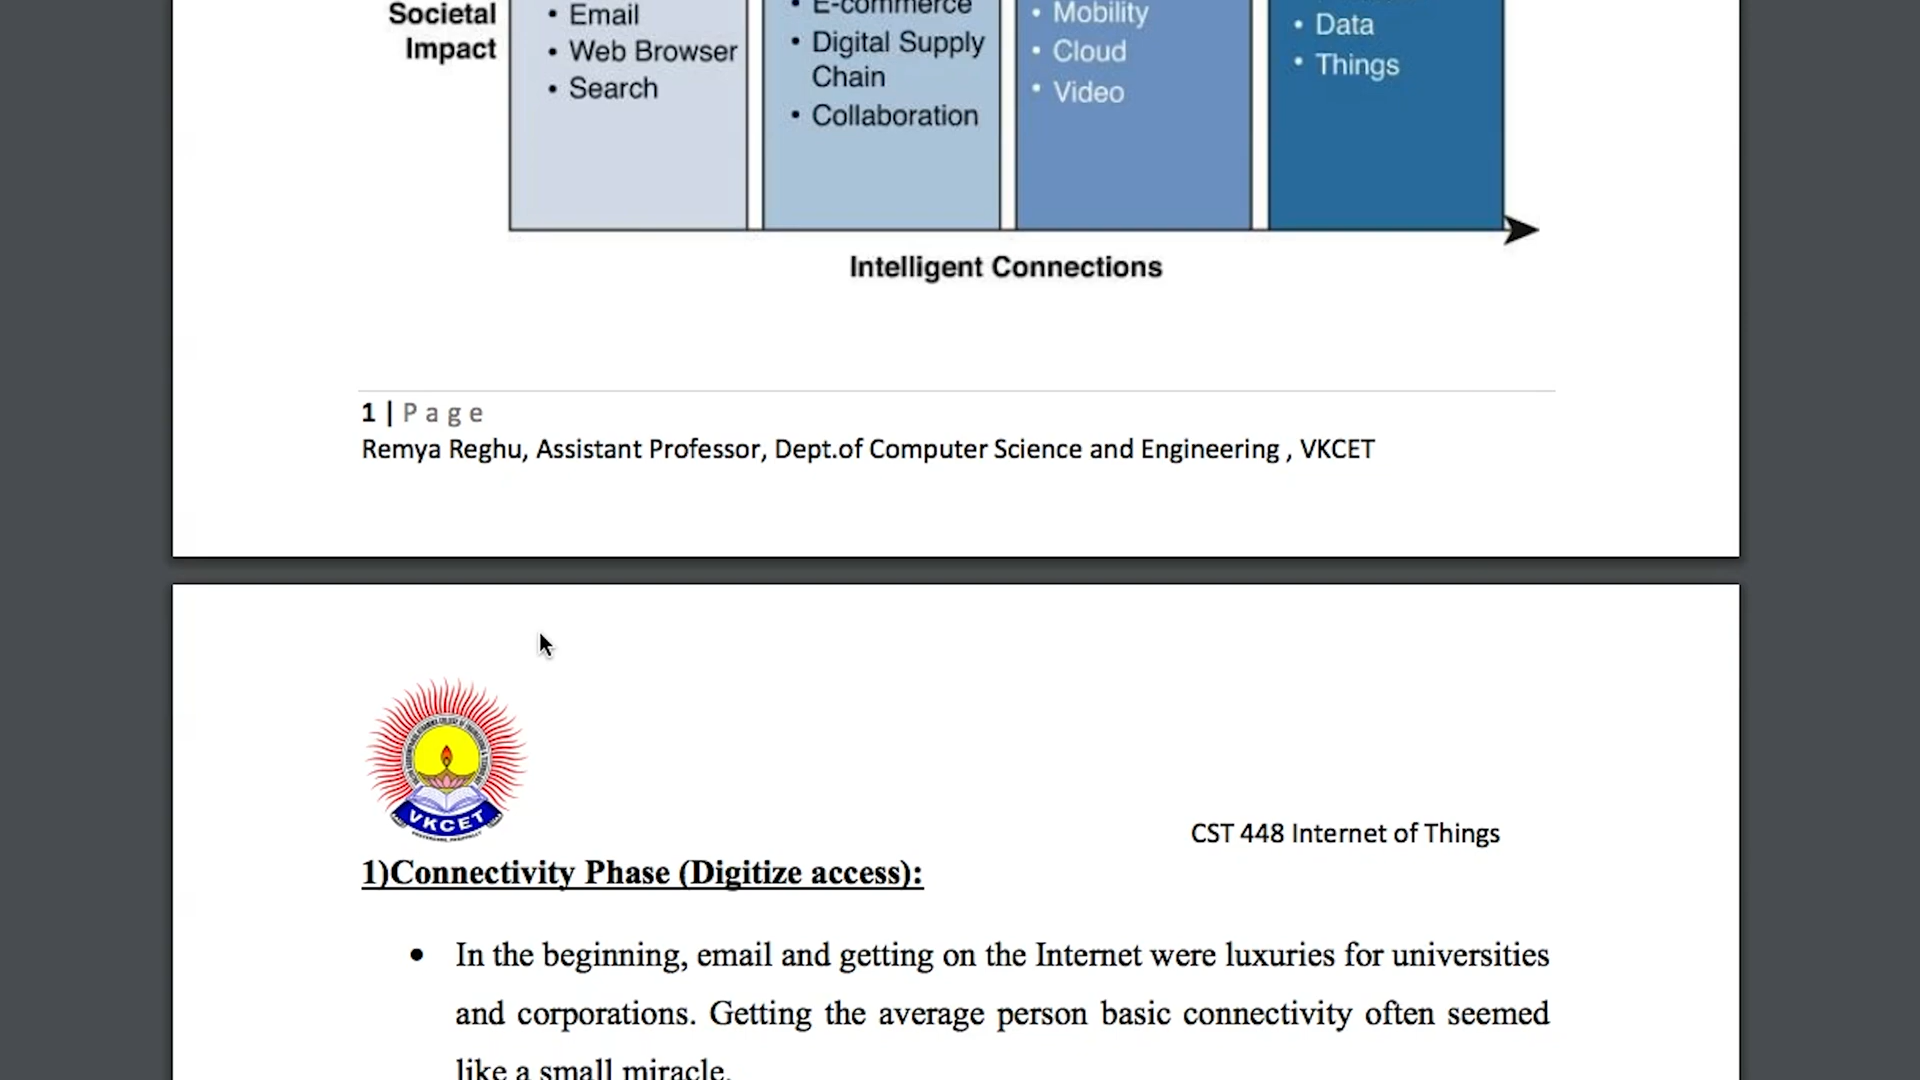 Societal
Impact
• Email
• Web Browser
• Search
• E-commerce
• Digital Supply
Chain
• Collaboration
• Mobility
• Cloud
• Video
• Data
• Things
Intelligent Connections
1 | Page
Remya Reghu, Assistant Professor, Dept.of Computer Science and Engineering , VKCET
VKCET
CST 448 Internet of Things
1)Connectivity Phase (Digitize access):
• In the beginning, email and getting on the Internet were luxuries for universities
and corporations. Getting the average person basic connectivity often seemed
like a small miracle.